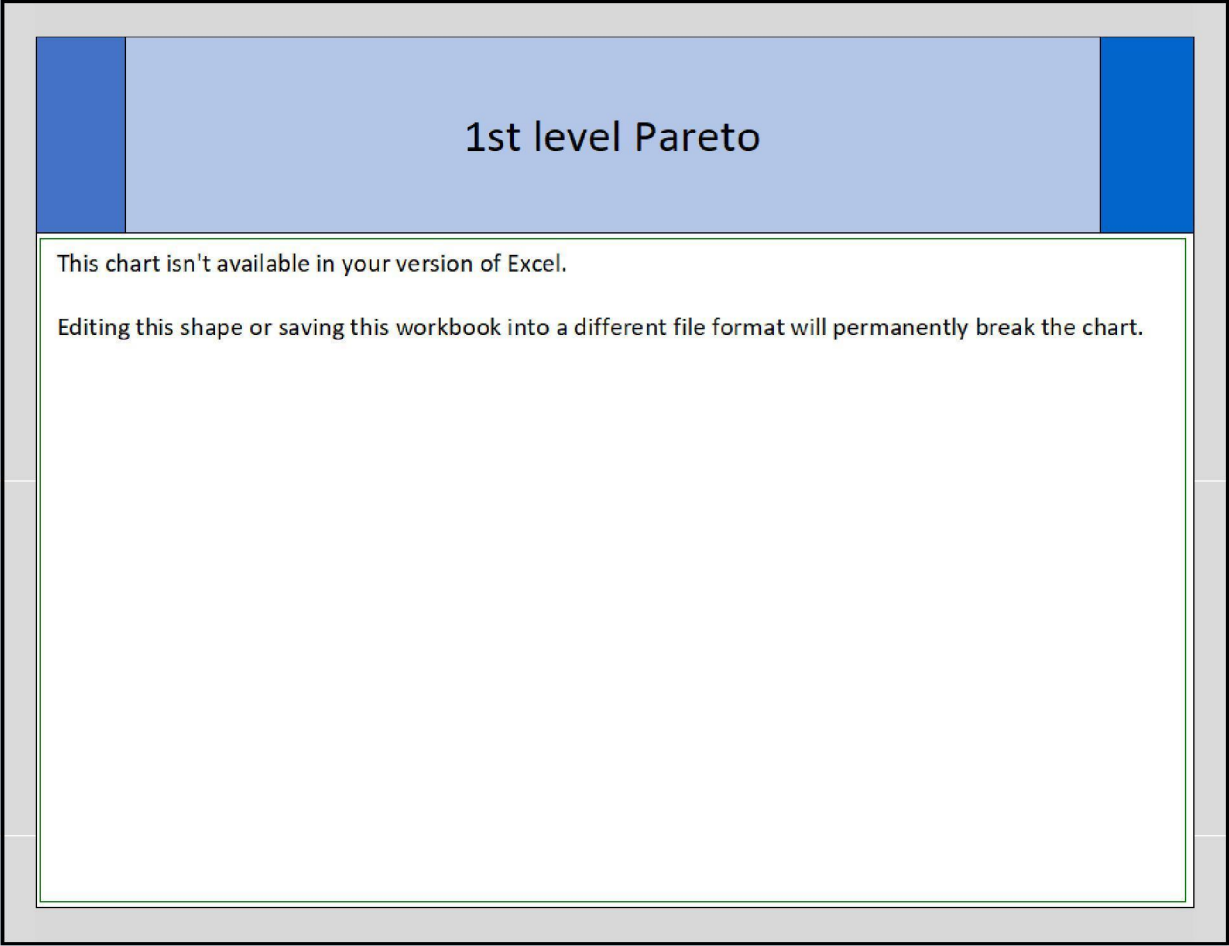 1st level Pareto
This chart isn't available in your version of Excel.
Editing this shape or saving this workbook into a different file format will permanently break the chart.